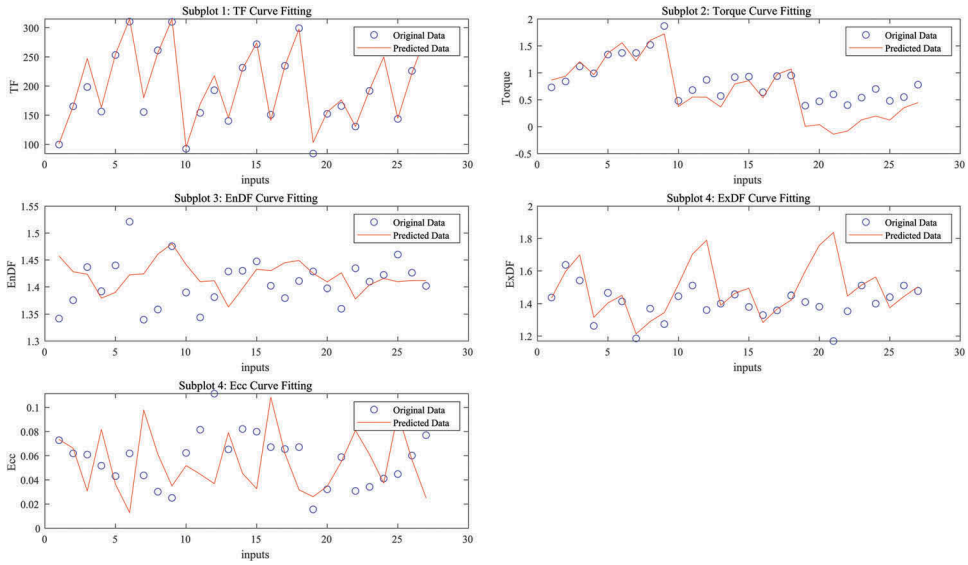 Subplot 1: TF Curve Fitting
300
250
200
150
100
TF
0 5 10 15 20 25 30
inputs
Original Data
Predicted Data
Subplot 2: Torque Curve Fitting
2
1.5
1
0.5
0
-0.5
Torque
0 5 10 15 20 25 30
inputs
Original Data
Predicted Data
Subplot 3: EnDF Curve Fitting
1.55
1.5
1.45
1.4
1.35
1.3
EnDF
0 5 10 15 20 25 30
inputs
Original Data
Predicted Data
Subplot 4: ExDF Curve Fitting
2
1.8
1.6
1.4
1.2
ExDF
0 5 10 15 20 25 30
inputs
Original Data
Predicted Data
Subplot 4: Ecc Curve Fitting
0.1
0.08
0.06
0.04
0.02
0
Ecc
0 5 10 15 20 25 30
inputs
Original Data
Predicted Data